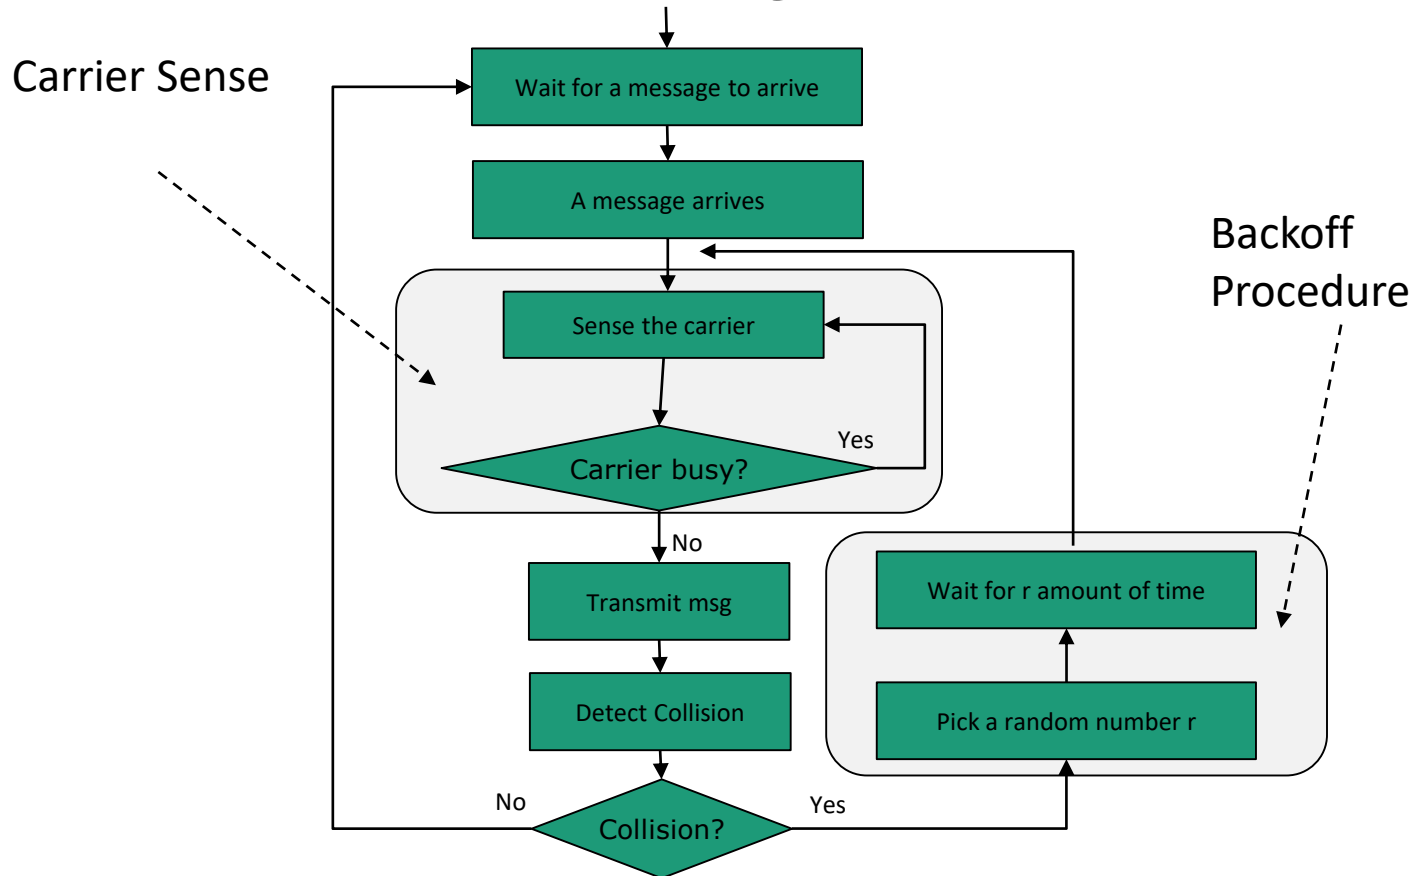 Carrier Sense
Wait for a message to arrive
A message arrives
Backoff
Procedure
Sense the carrier
Yes
Carrier busy?
No
Transmit msg
Wait for r amount of time
Detect Collision
Pick a random number r
No
Yes
Collision?